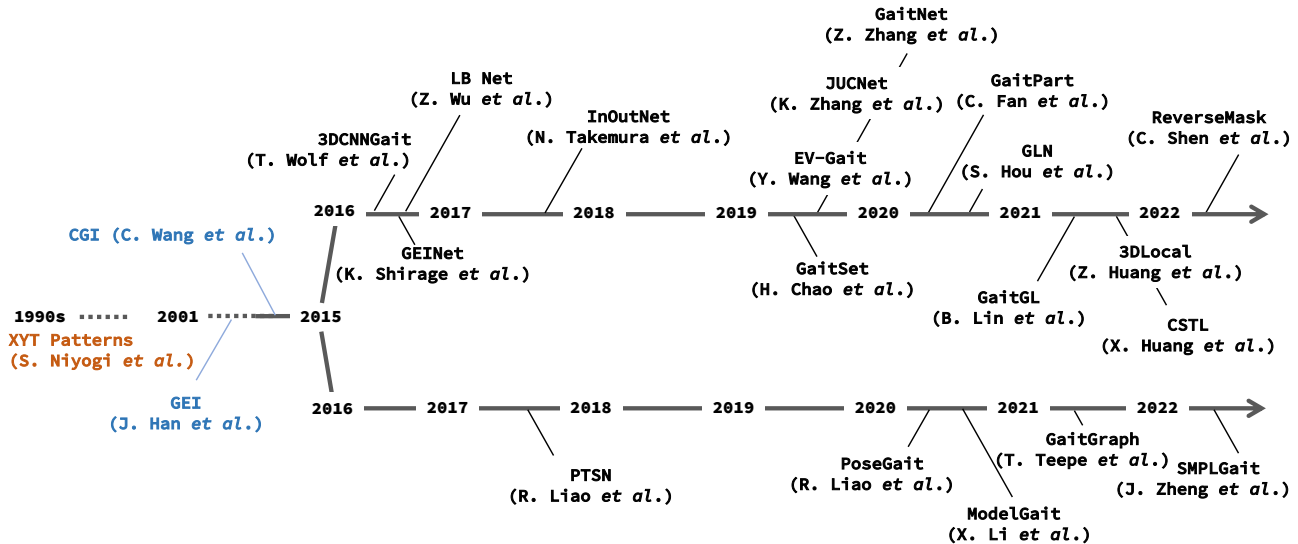 GaitNet
(Z. Zhang et al.)
LB Net
(Z. Wu et al.)
JUCNet
(K. Zhang et al.)
GaitPart
(C. Fan et al.)
InOutNet
(N. Takemura et al.)
ReverseMask
(C. Shen et al.)
3DCNNGait
(T. Wolf et al.)
EV-Gait
(Y. Wang et al.)
GLN
(S. Hou et al.)
2016 2017 2018 2019 2020 2021 2022
CGI (C. Wang et al.)
GEINet
(K. Shirage et al.)
GaitSet
(H. Chao et al.)
3DLocal
(Z. Huang et al.)
GaitGL
(B. Lin et al.)
CSTL
(X. Huang et al.)
1990s 2001 2015
XYT Patterns
(S. Niyogi et al.)
GEI
(J. Han et al.)
2016 2017 2018 2019 2020 2021 2022
PTSN
(R. Liao et al.)
PoseGait
(R. Liao et al.)
GaitGraph
(T. Teepe et al.)
SMPLGait
(J. Zheng et al.)
ModelGait
(X. Li et al.)